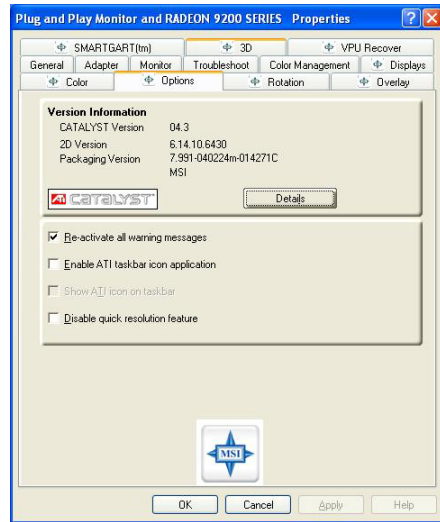 Plug and Play Monitor and RADEON 9200 SERIES Properties
SMARTGART(tm) 3D VPU Recover
General Adapter Monitor Troubleshoot Color Management Displays
Color Options Rotation Overlay
Version Information
CATALYST Version 04.3
2D Version 6.14.10.6430
Packaging Version 7.991-040224m-014271C
MSI
ATI CATALYST Details
Re-activate all warning messages
Enable ATI taskbar icon application
Show ATI icon on taskbar
Disable quick resolution feature
MSI
OK Cancel Apply Help